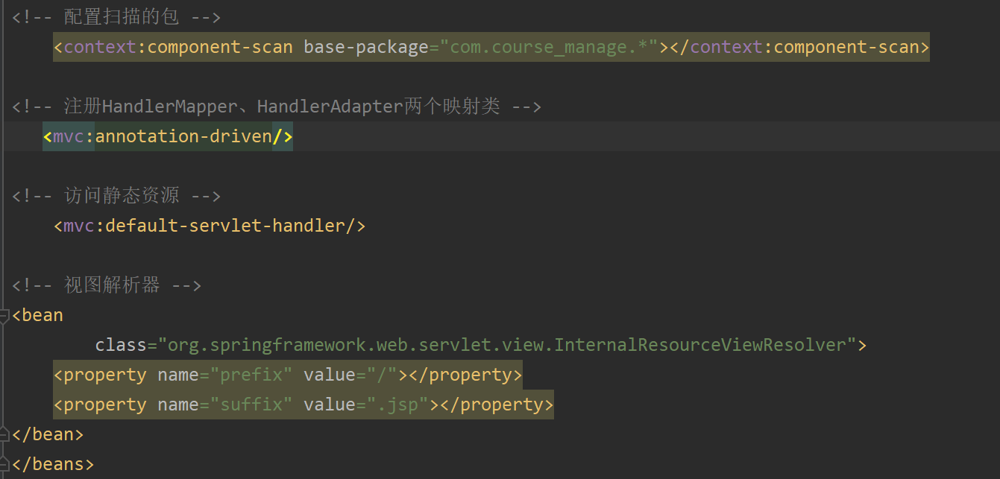 <!-- 配置扫描的包 -->
<context:component-scan base-package="com.course_manage.*"></context:component-scan>
<!-- 注册HandlerMapper、HandlerAdapter两个映射类 -->
<mvc:annotation-driven/>
<!-- 访问静态资源 -->
<mvc:default-servlet-handler/>
<!-- 视图解析器 -->
<bean
class="org.springframework.web.servlet.view.InternalResourceViewResolver">
<property name="prefix" value="/"></property>
<property name="suffix" value=".jsp"></property>
</bean>
</beans>